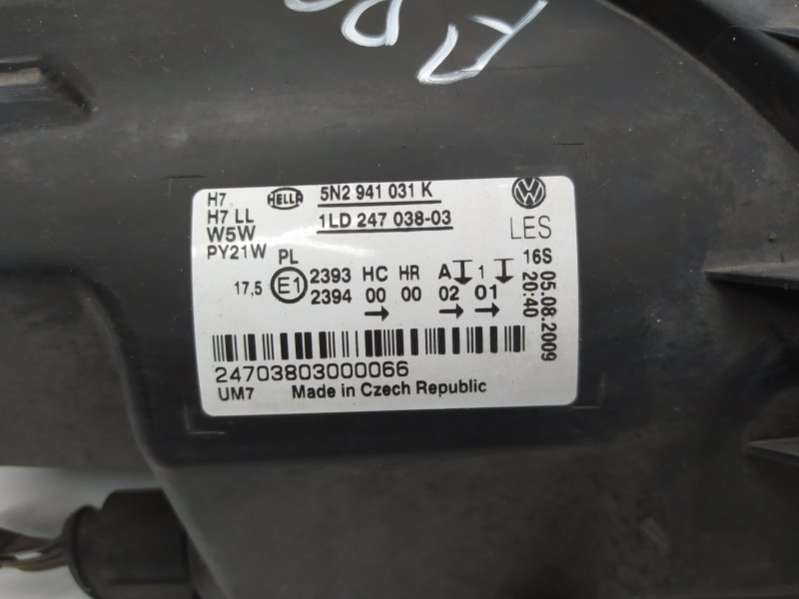 H7 HELLA 5N2 941 031 K
H7 LL 1LD 247 038-03 LES
W5W
PY21W PL 16S 05.08.2009
17,5 E1 2393 HC HR A 1 20:40
2394 00 00 02 01
24703803000066
UM7 Made in Czech Republic